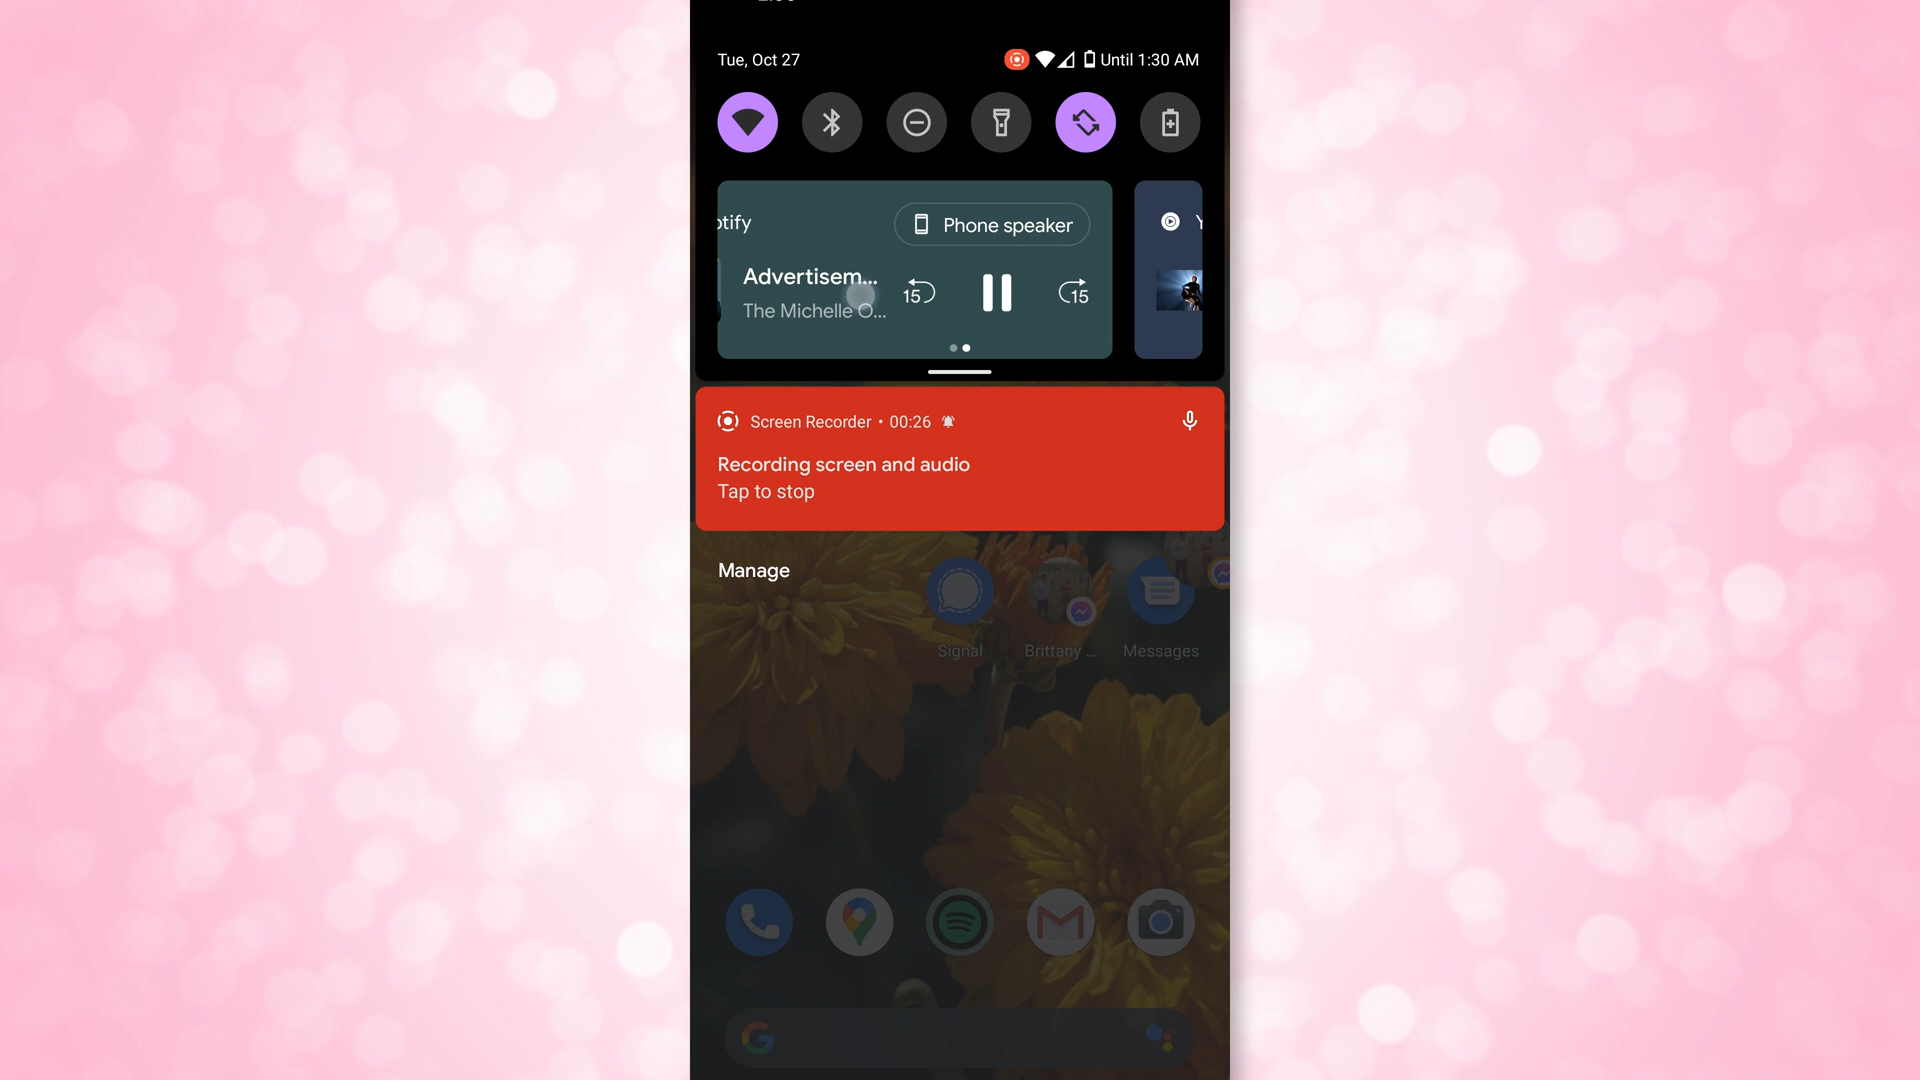 Tue, Oct 27
Until 1:30 AM
otify
Phone speaker
Y
Advertisem...
The Michelle O...
15
15
Screen Recorder • 00:26
Recording screen and audio
Tap to stop
Manage
Signal
Brittany ...
Messages